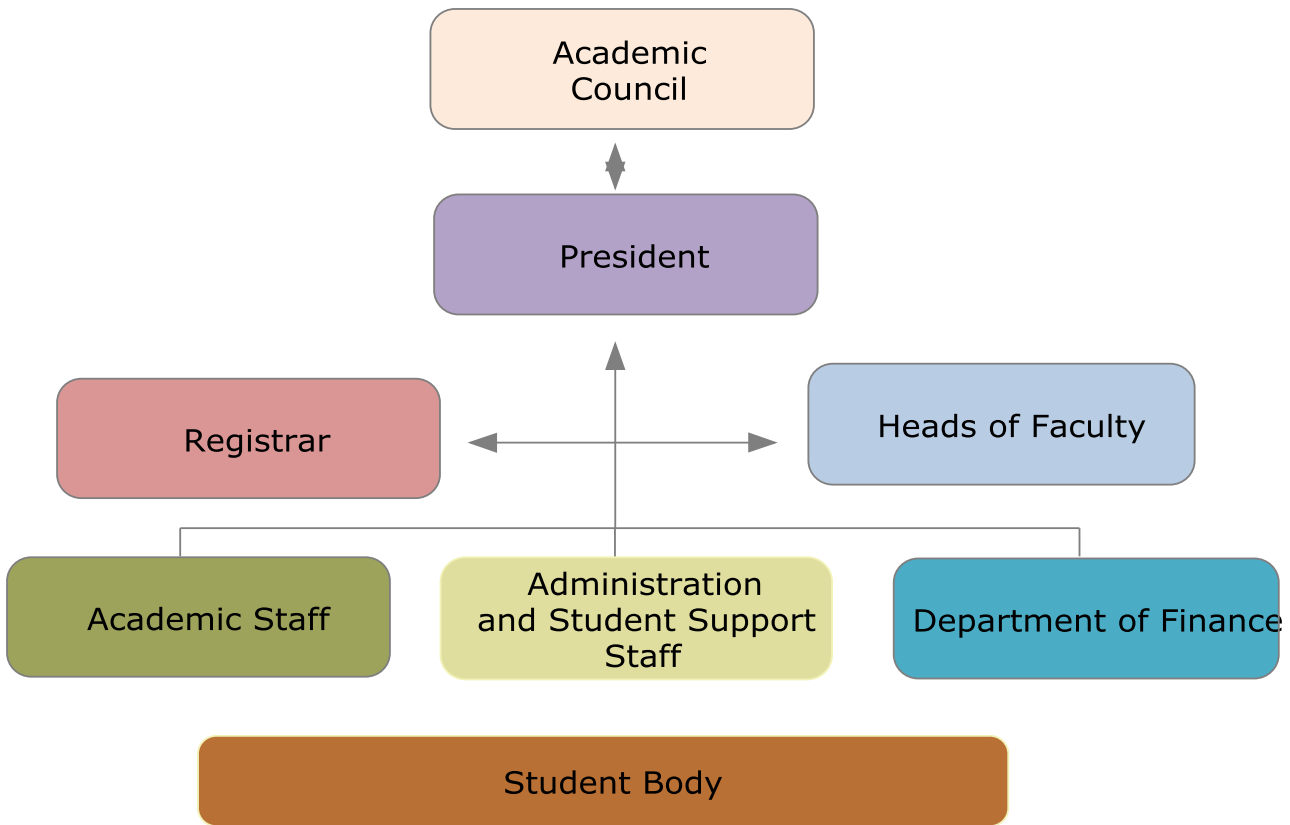 Academic
Council
President
Registrar
Heads of Faculty
Academic Staff
Administration
and Student Support
Staff
Department of Finance
Student Body